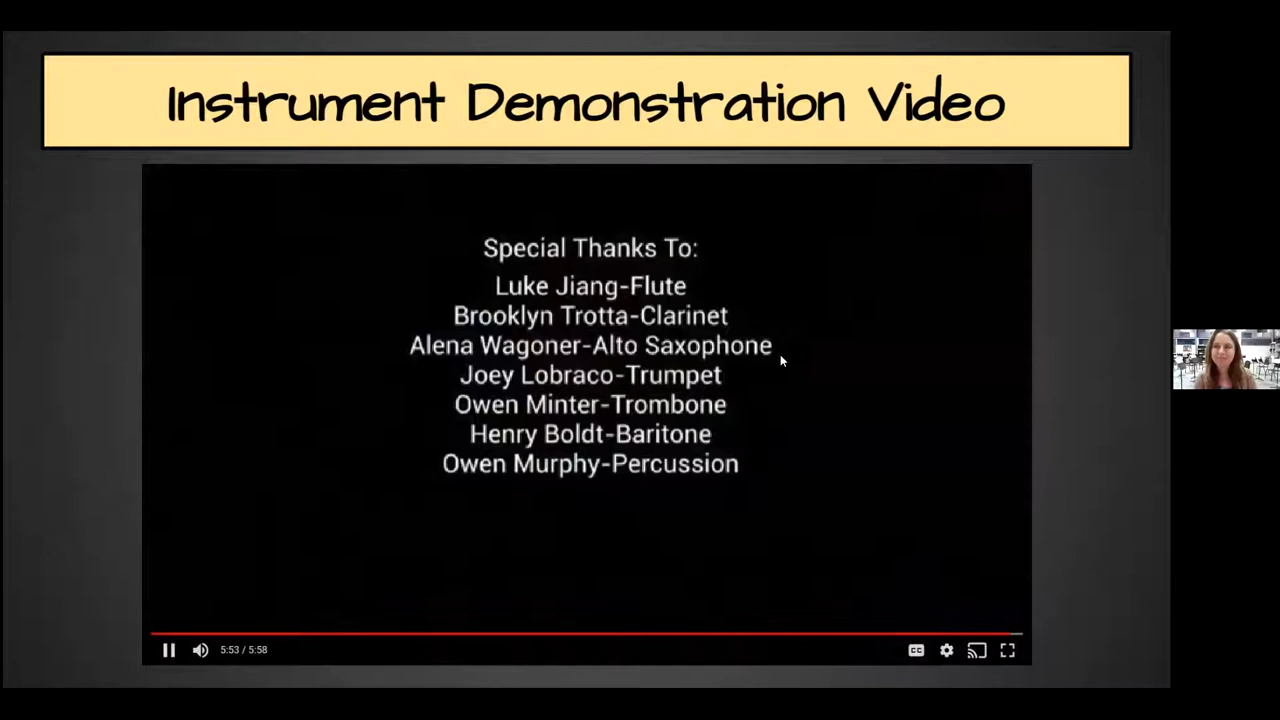 Instrument Demonstration Video
Special Thanks To:
Luke Jiang-Flute
Brooklyn Trotta-Clarinet
Alena Wagoner-Alto Saxophone
Joey Lobraco-Trumpet
Owen Minter-Trombone
Henry Boldt-Baritone
Owen Murphy-Percussion
5:53 / 5:58
CC